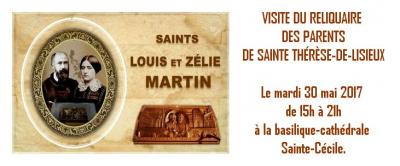 SAINTS
LOUIS ET ZÉLIE
MARTIN
VISITE DU RELIQUAIRE
DES PARENTS
DE SAINTE THÉRÈSE-DE-LISIEUX
Le mardi 30 mai 2017
de 15h à 21h
à la basilique-cathédrale
Sainte-Cécile.